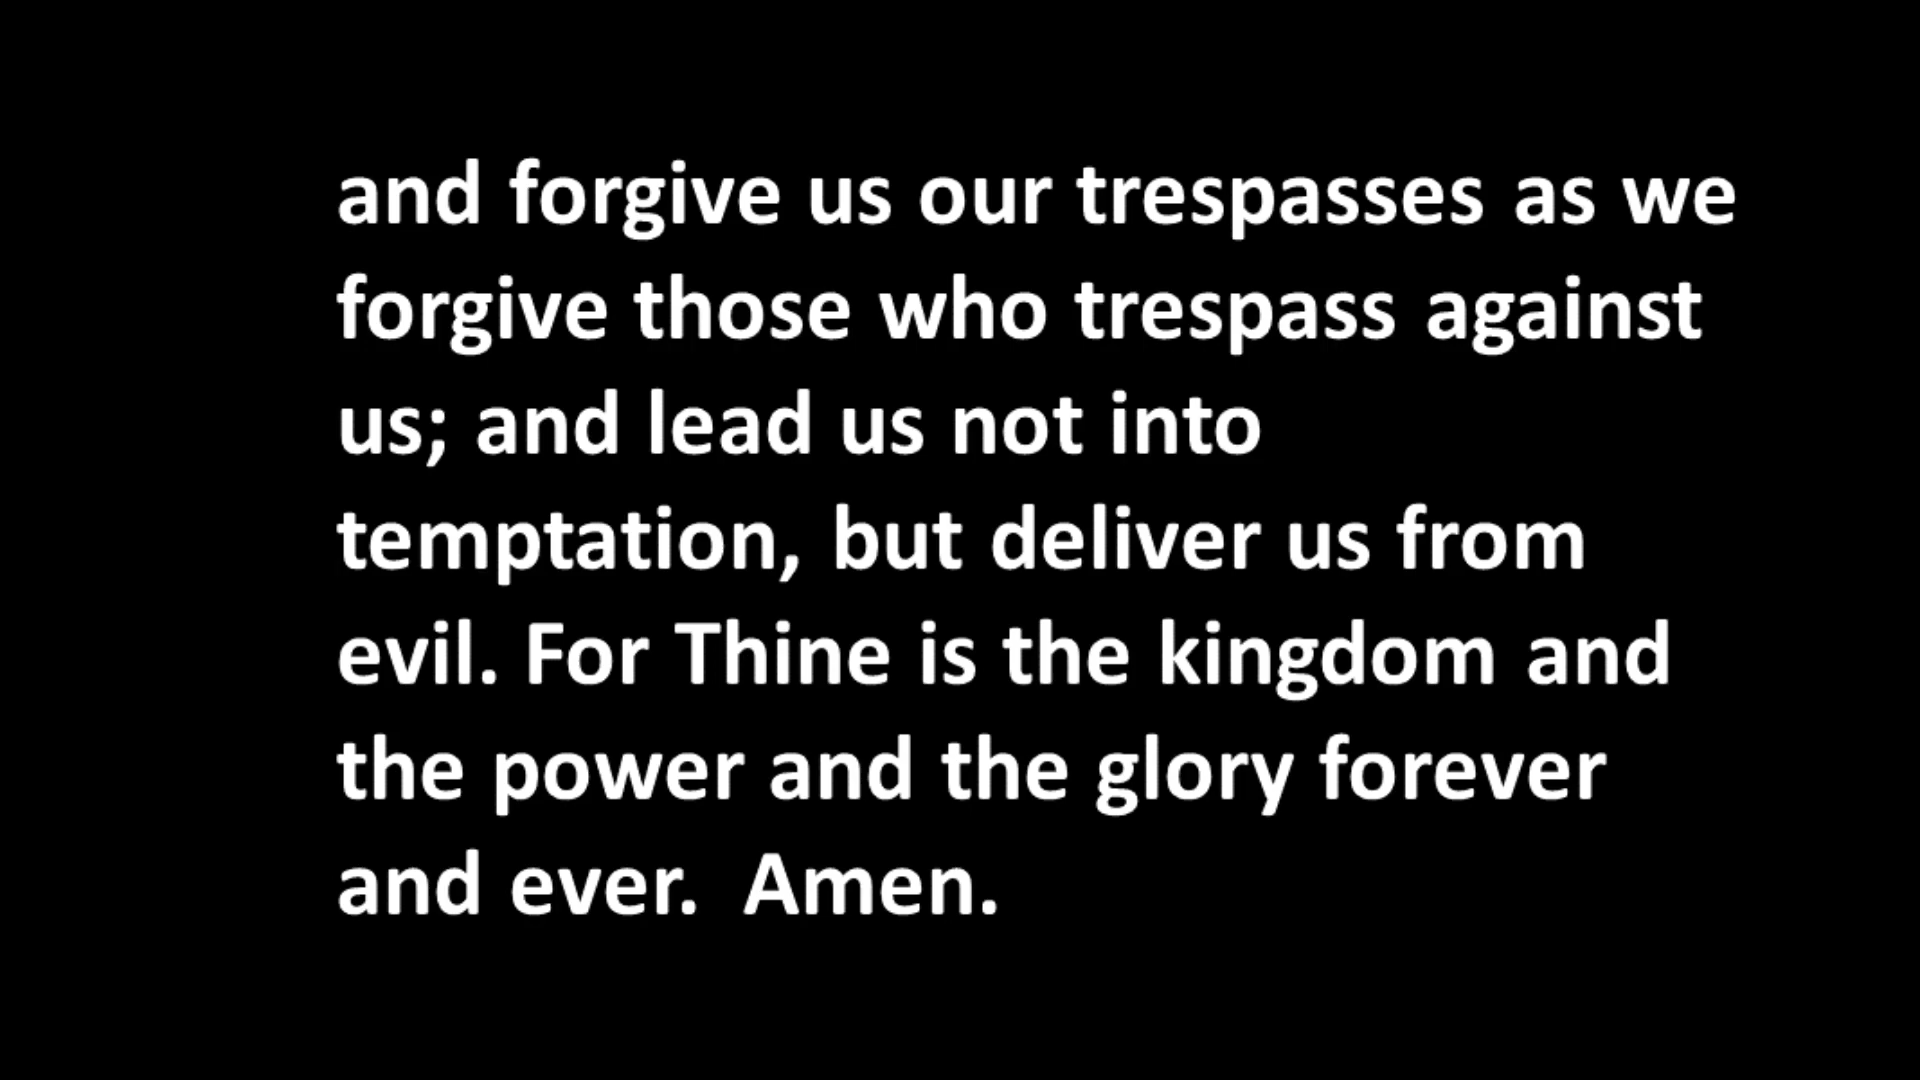 and forgive us our trespasses as we
forgive those who trespass against
us; and lead us not into
temptation, but deliver us from
evil. For Thine is the kingdom and
the power and the glory forever
and ever.  Amen.